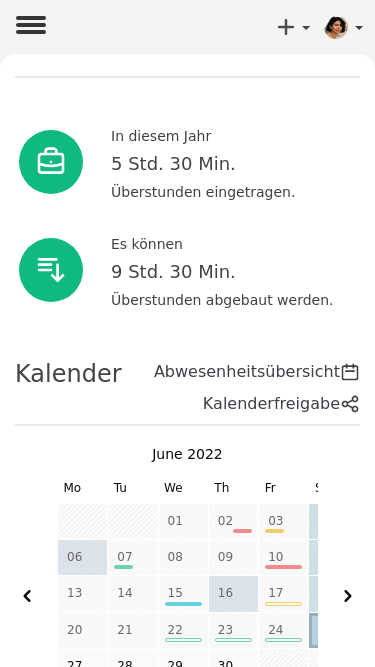 In diesem Jahr
5 Std. 30 Min.
Überstunden eingetragen.
Es können
9 Std. 30 Min.
Überstunden abgebaut werden.
Kalender
Abwesenheitsübersicht
Kalenderfreigabe
June 2022
Mo Tu We Th Fr
01 02 03
06 07 08 09 10
13 14 15 16 17
20 21 22 23 24
27 28 29 30